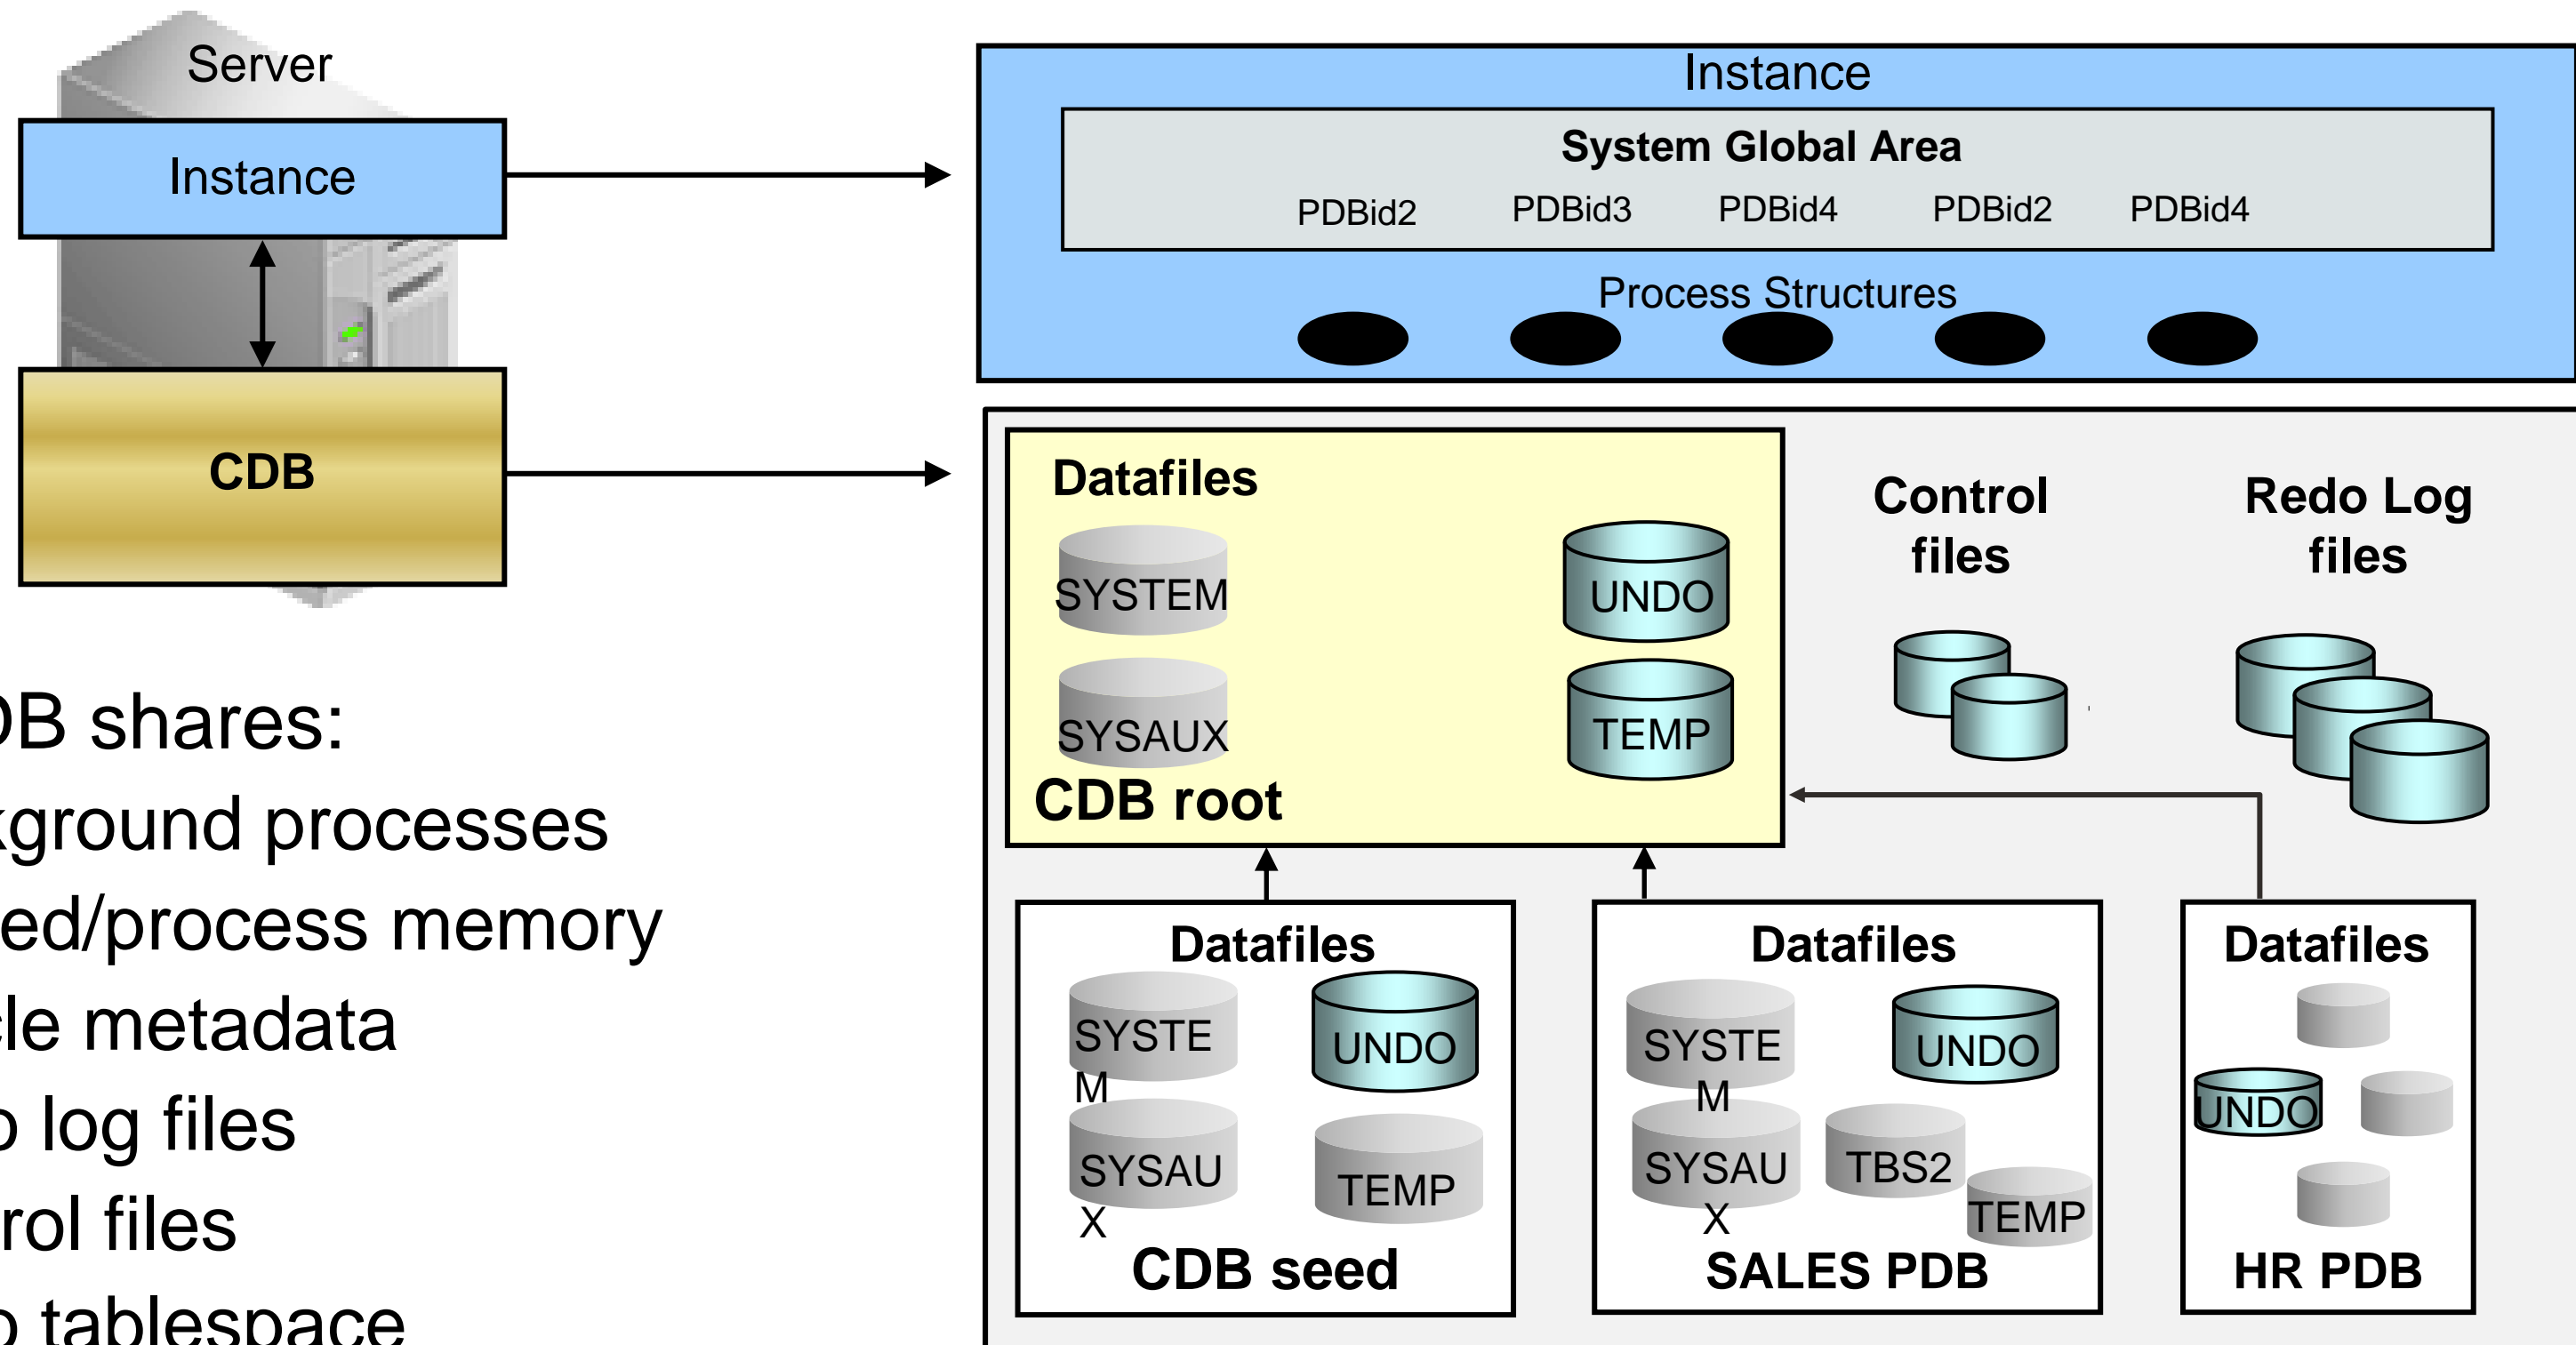 Server
Instance
CDB
Instance
System Global Area
PDBid2 PDBid3 PDBid4 PDBid2 PDBid4
Process Structures
Datafiles
SYSTEM
UNDO
SYSAUX
TEMP
CDB root
Control
files
Redo Log
files
Datafiles
SYSTE
M
UNDO
SYSAU
X
TEMP
CDB seed
Datafiles
SYSTE
M
UNDO
SYSAU
X
TBS2
TEMP
SALES PDB
Datafiles
UNDO
HR PDB
DB shares:
kground processes
ed/process memory
cle metadata
o log files
rol files
o tablespace